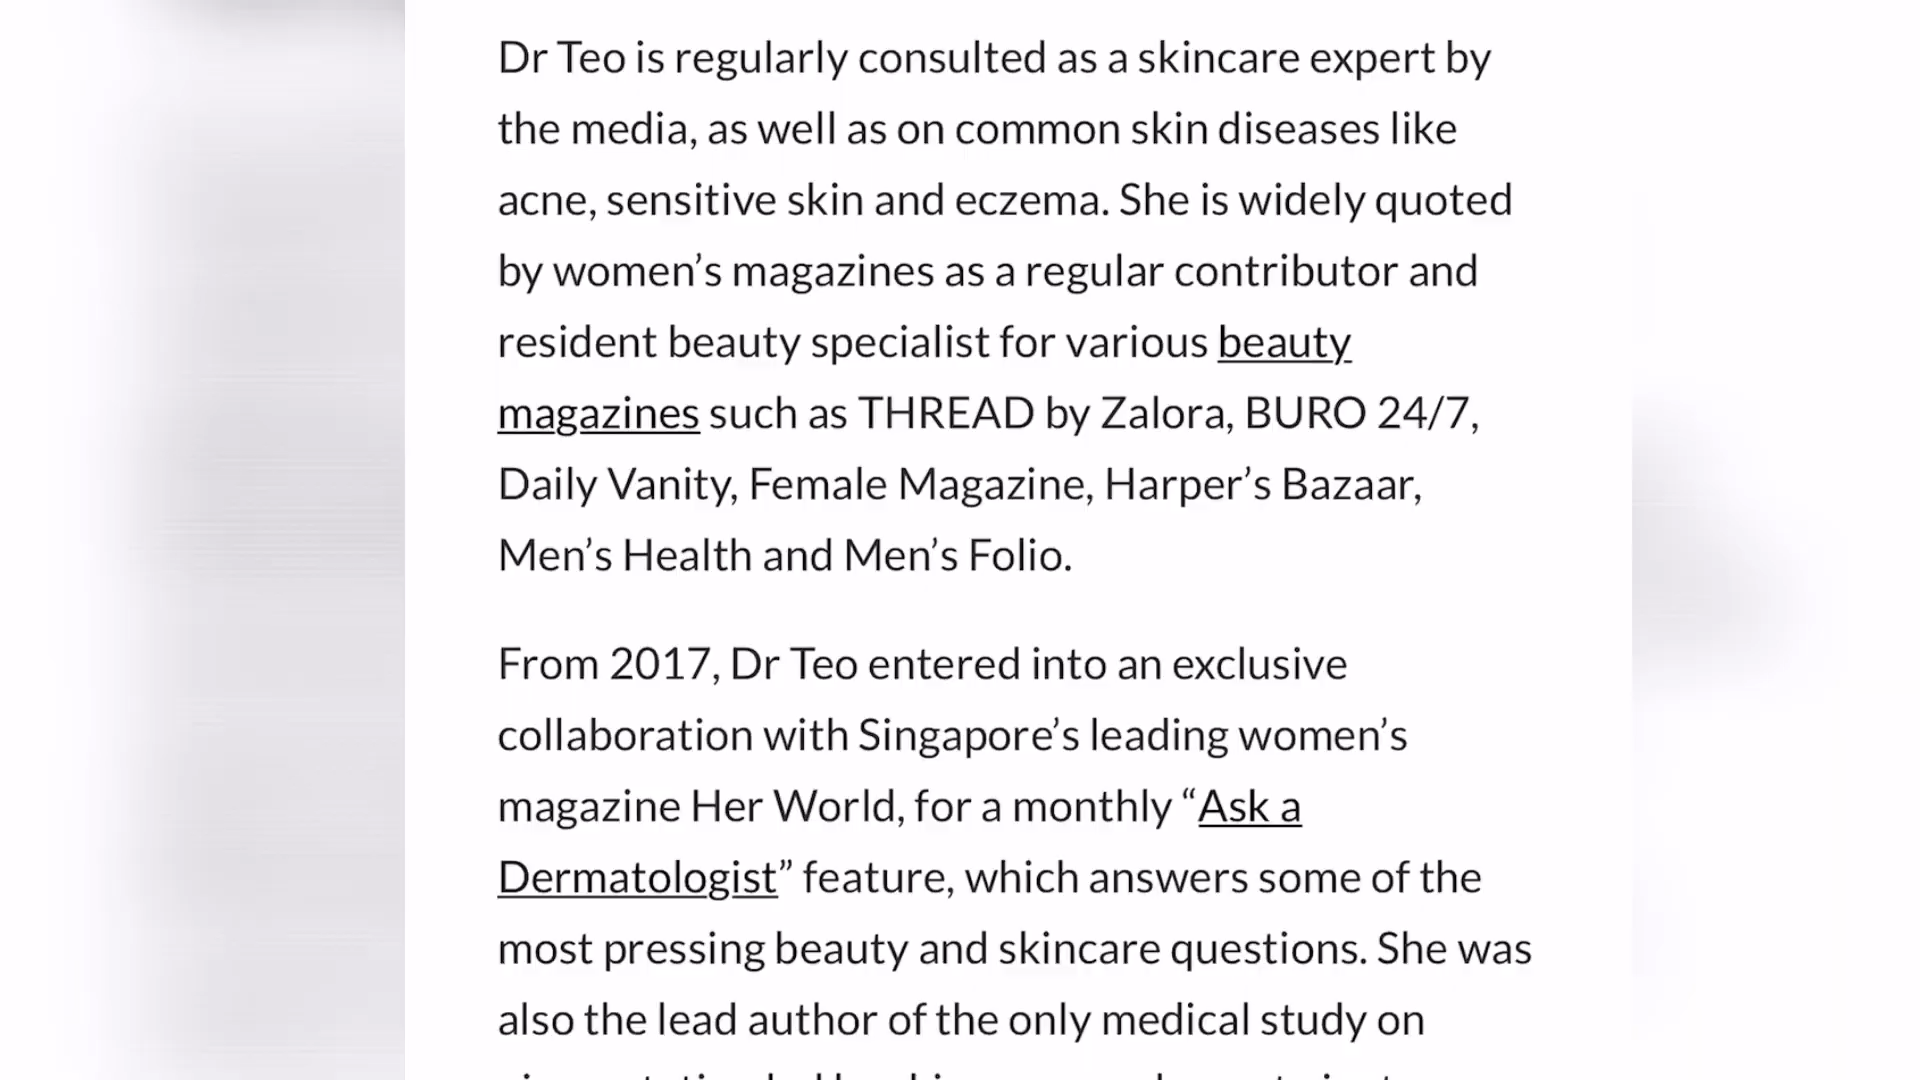 Dr Teo is regularly consulted as a skincare expert by
the media, as well as on common skin diseases like
acne, sensitive skin and eczema. She is widely quoted
by women’s magazines as a regular contributor and
resident beauty specialist for various beauty
magazines such as THREAD by Zalora, BURO 24/7,
Daily Vanity, Female Magazine, Harper’s Bazaar,
Men’s Health and Men’s Folio.
From 2017, Dr Teo entered into an exclusive
collaboration with Singapore’s leading women’s
magazine Her World, for a monthly “Ask a
Dermatologist” feature, which answers some of the
most pressing beauty and skincare questions. She was
also the lead author of the only medical study on